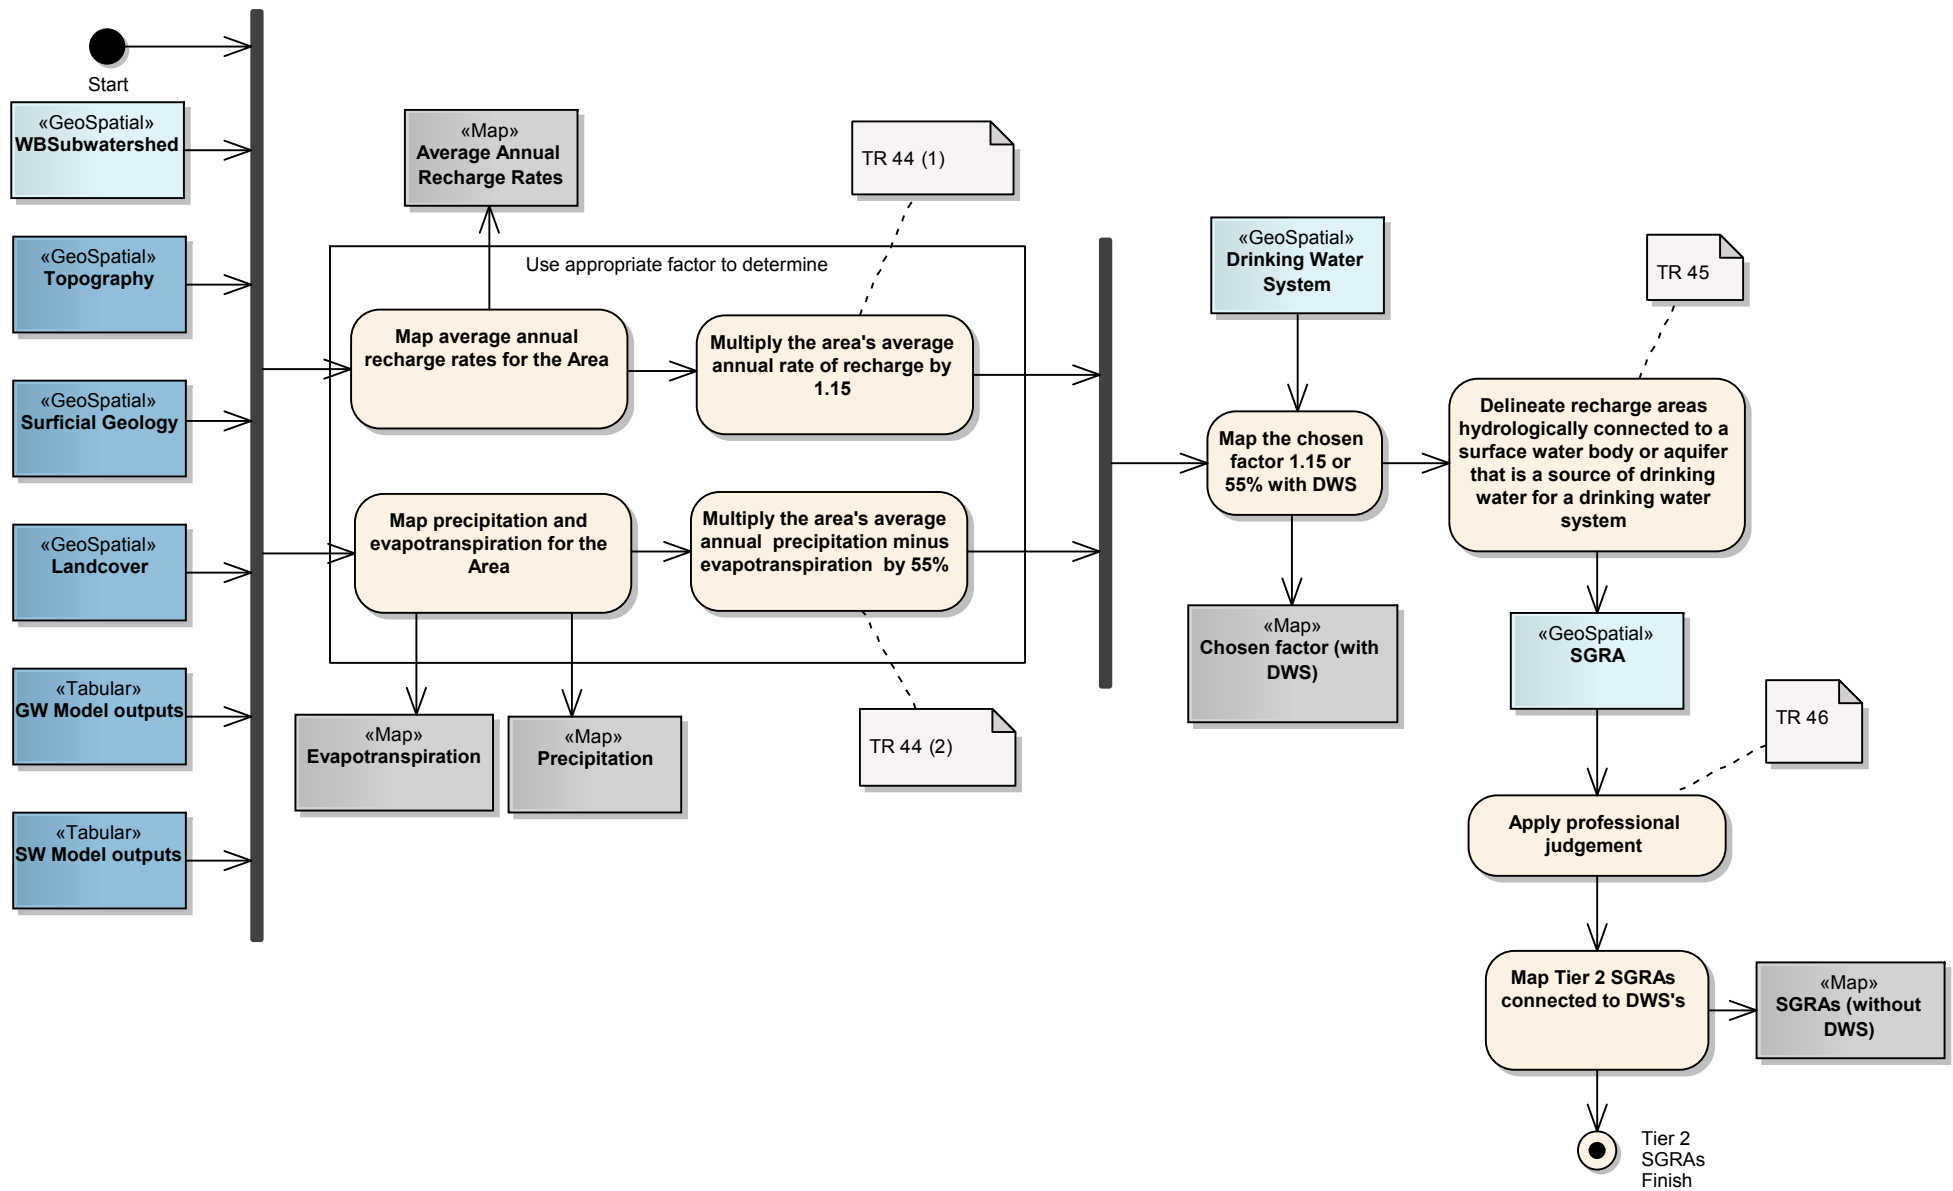 Start
«GeoSpatial»
WBSubwatershed
«GeoSpatial»
Topography
«GeoSpatial»
Surficial Geology
«GeoSpatial»
Landcover
«Tabular»
GW Model outputs
«Tabular»
SW Model outputs
«Map»
Average Annual
Recharge Rates
TR 44 (1)
Use appropriate factor to determine
Map average annual
recharge rates for the Area
Multiply the area's average
annual rate of recharge by
1.15
Map precipitation and
evapotranspiration for the
Area
Multiply the area's average
annual  precipitation minus
evapotranspiration  by 55%
«Map»
Evapotranspiration
«Map»
Precipitation
TR 44 (2)
«GeoSpatial»
Drinking Water
System
Map the chosen
factor 1.15 or
55% with DWS
«Map»
Chosen factor (with
DWS)
TR 45
Delineate recharge areas
hydrologically connected to a
surface water body or aquifer
that is a source of drinking
water for a drinking water
system
«GeoSpatial»
SGRA
TR 46
Apply professional
judgement
Map Tier 2 SGRAs
connected to DWS's
«Map»
SGRAs (without
DWS)
Tier 2
SGRAs
Finish